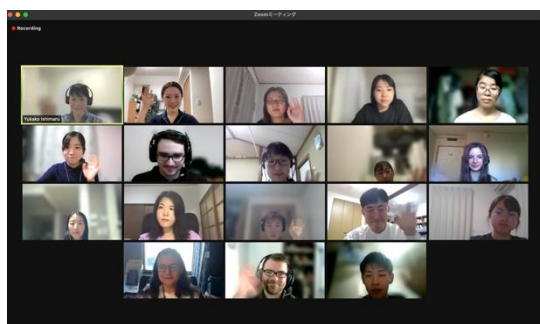 Zoomミーティング
Recording
Yukako Ishimaru